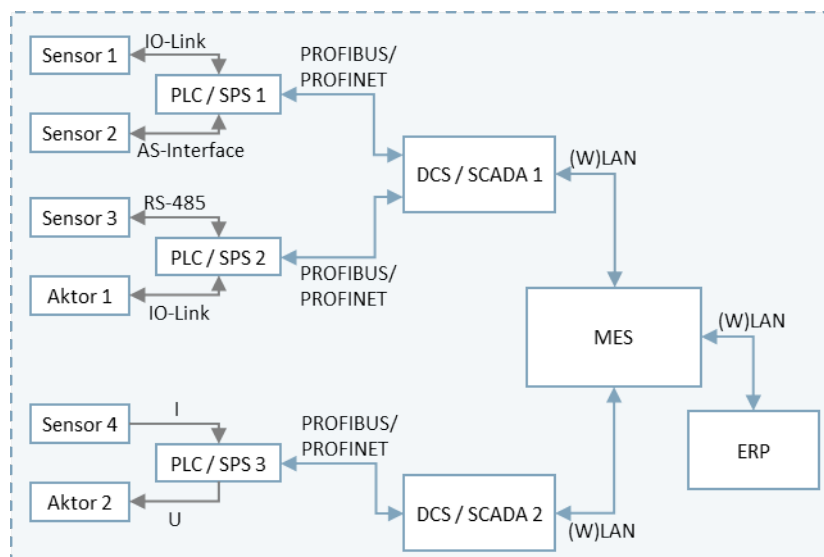 Sensor 1
IO-Link
PLC / SPS 1
Sensor 2
AS-Interface
PROFIBUS/
PROFINET
Sensor 3
RS-485
PLC / SPS 2
Aktor 1
IO-Link
PROFIBUS/
PROFINET
DCS / SCADA 1
(W)LAN
MES
(W)LAN
ERP
Sensor 4
I
PLC / SPS 3
Aktor 2
U
PROFIBUS/
PROFINET
DCS / SCADA 2
(W)LAN